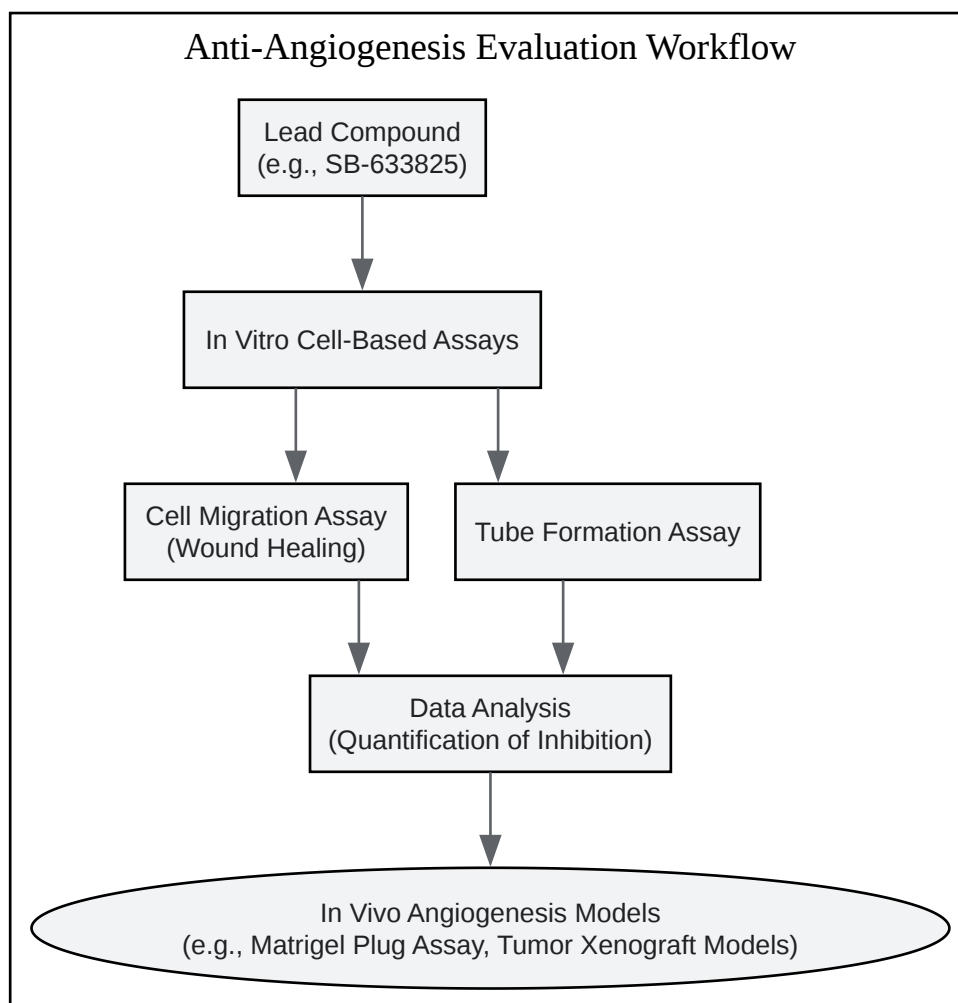 Anti-Angiogenesis Evaluation Workflow
Lead Compound
(e.g., SB-633825)
In Vitro Cell-Based Assays
Cell Migration Assay
(Wound Healing)
Tube Formation Assay
Data Analysis
(Quantification of Inhibition)
In Vivo Angiogenesis Models
(e.g., Matrigel Plug Assay, Tumor Xenograft Models)